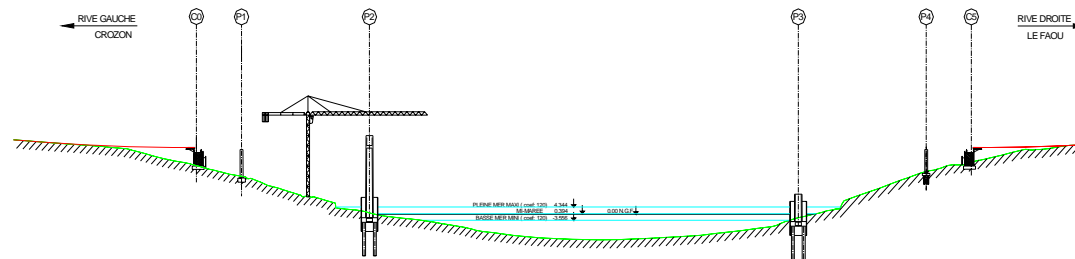 C0 P1 P2 P3 P4 C5
RIVE GAUCHE
CROZON
RIVE DROITE
LE FAOU
PLEINE MER MAXI ( coef: 120) 4.344
MI-MAREE 0.394 0.00 N.G.F
BASSE MER MINI ( coef: 120) -3.556